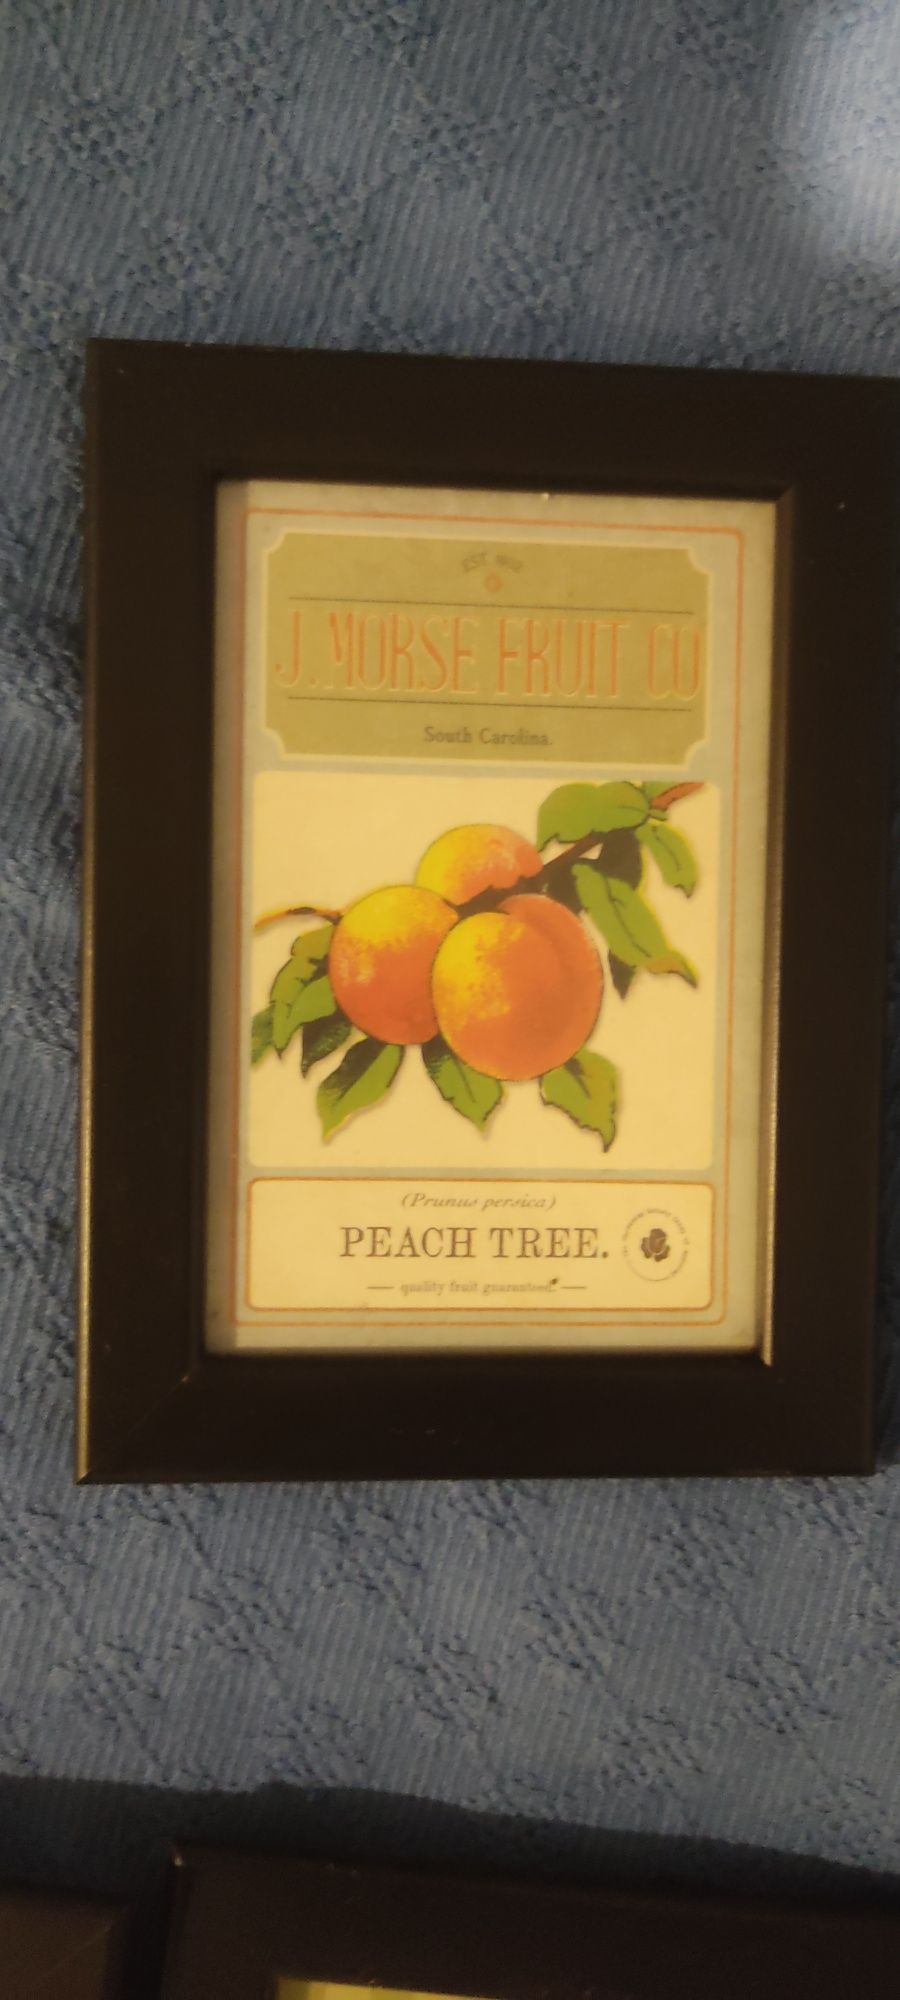 EST
J. MORSE FRUIT CO
South Carolina.
(Prunus persica)
PEACH TREE.
quality fruit guaranteed.